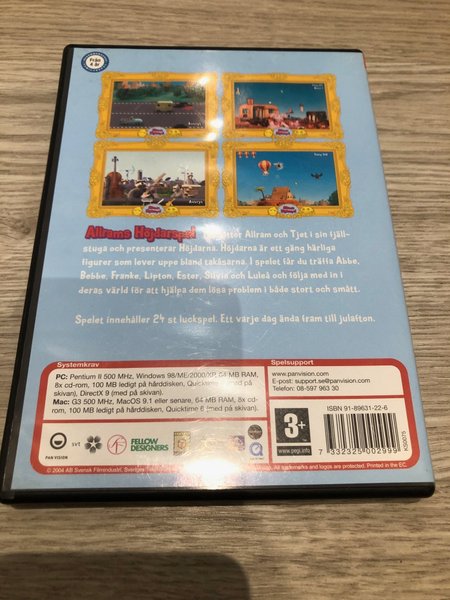 Från
4 år
Allrams Höjdarspel
Allram och Tjet i sin fjäll-
stuga och presenterar Höjdarna. Höjdarna är ett gäng härliga
figurer som lever uppe bland takåsarna. I spelet får du träffa Abbe,
Bobbe, Franke, Lipton, Ester, Silvia och Luleå och följa med in i
deras värld för att hjälpa dem lösa problem i både stort och smått.
Spelet innehåller 24 st luckspel. Ett varje dag ända fram till julafton.
Systemkrav
PC: Pentium II 500 MHz, Windows 98/ME/2000/XP, 64 MB RAM,
8x cd-rom, 100 MB ledigt på hårddisken, Quicktime 6 (med på
skivan), DirectX 9 (med på skivan).
Mac: G3 500 MHz, MacOS 9.1 eller senare, 64 MB RAM, 8x cd-
rom, 100 MB ledigt på hårddisken, Quicktime 6 (med på skivan).
Spelsupport
www.panvision.com
E-post: support.se@panvision.com
Telefon: 08-597 963 30
PAN VISION
svt
FELLOW
DESIGNERS
3+
www.pegi.info
ISBN 91-89631-22-6
7 332325 002999
KSD075
© 2004 AB Svensk Filmindustri, Sveriges
All trademarks and logos are protected. Printed in the EC.